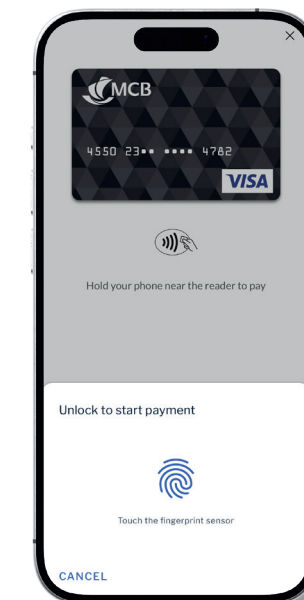 MCB
4550 23•• •••• 4782
VISA
Hold your phone near the reader to pay
Unlock to start payment
Touch the fingerprint sensor
CANCEL